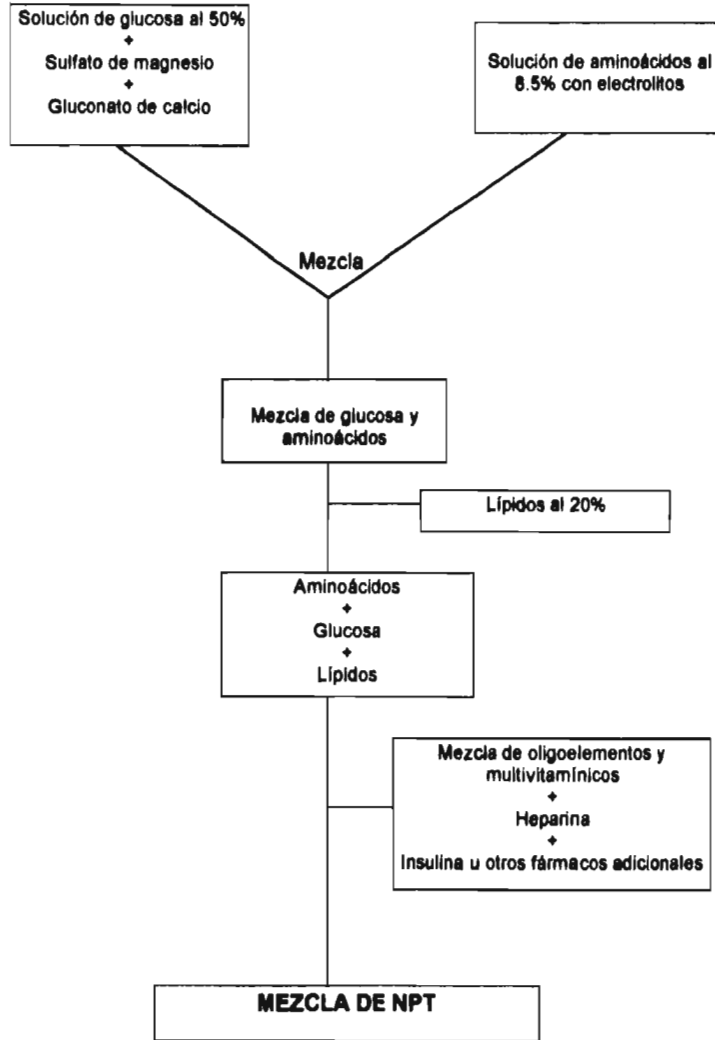 Solución de glucosa al 50%
+
Sulfato de magnesio
+
Gluconato de calcio
Solución de aminoácidos al
8.5% con electrolitos
Mezcla
Mezcla de glucosa y
aminoácidos
Lípidos al 20%
Aminoácidos
+
Glucosa
+
Lípidos
Mezcla de oligoelementos y
multivitamínicos
+
Heparina
+
Insulina u otros fármacos adicionales
MEZCLA DE NPT